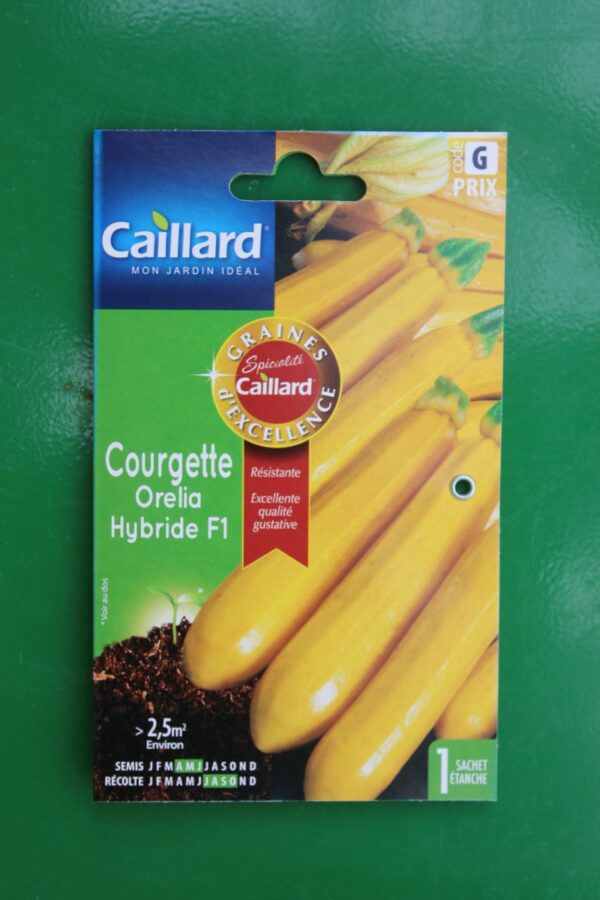 code G
PRIX
Caillard®
MON JARDIN IDÉAL
GRAINES
Spécialité
Caillard®
d'EXCELLENCE
Courgette
Orelia
Hybride F1
Résistante
Excellente
qualité
gustative
* Voir au dos
> 2,5m²
Environ
SEMIS J F M A M J J A S O N D
RÉCOLTE J F M A M J J A S O N D
1 SACHET
ÉTANCHE